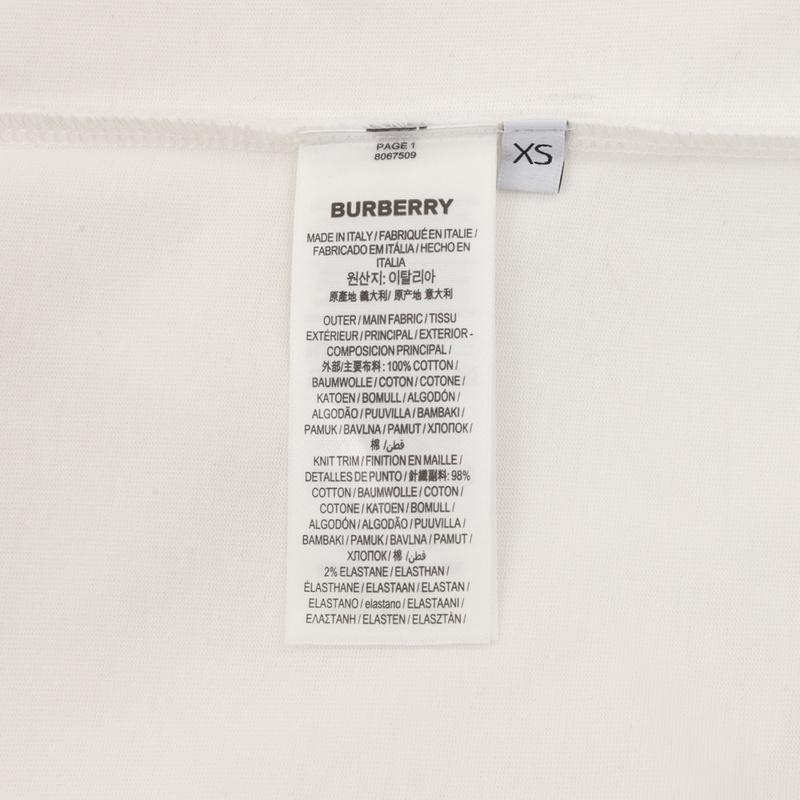 PAGE 1
8067509
XS
BURBERRY
MADE IN ITALY / FABRIQUÉ EN ITALIE /
FABRICADO EM ITÁLIA / HECHO EN
ITALIA
원산지: 이탈리아
原產地 義大利/ 原产地 意大利
OUTER / MAIN FABRIC / TISSU
EXTÉRIEUR / PRINCIPAL / EXTERIOR -
COMPOSICION PRINCIPAL /
外部/主要布料: 100% COTTON /
BAUMWOLLE / COTON / COTONE /
KATOEN / BOMULL / ALGODÓN /
ALGODÃO / PUUVILLA / BAMBAKI /
PAMUK / BAVLNA / PAMUT / ХЛОПОК /
棉 / قطن/
KNIT TRIM / FINITION EN MAILLE /
DETALLES DE PUNTO / 針織副料: 98%
COTTON / BAUMWOLLE / COTON /
COTONE / KATOEN / BOMULL /
ALGODÓN / ALGODÃO / PUUVILLA /
BAMBAKI / PAMUK / BAVLNA / PAMUT /
ХЛОПОК / 棉 / قطن/
2% ELASTANE / ELASTHAN /
ÉLASTHANE / ELASTAAN / ELASTAN /
ELASTANO / elastano / ELASTAANI /
ΕΛΑΣΤΑΝΗ / ELASTEN / ELASZTÁN /